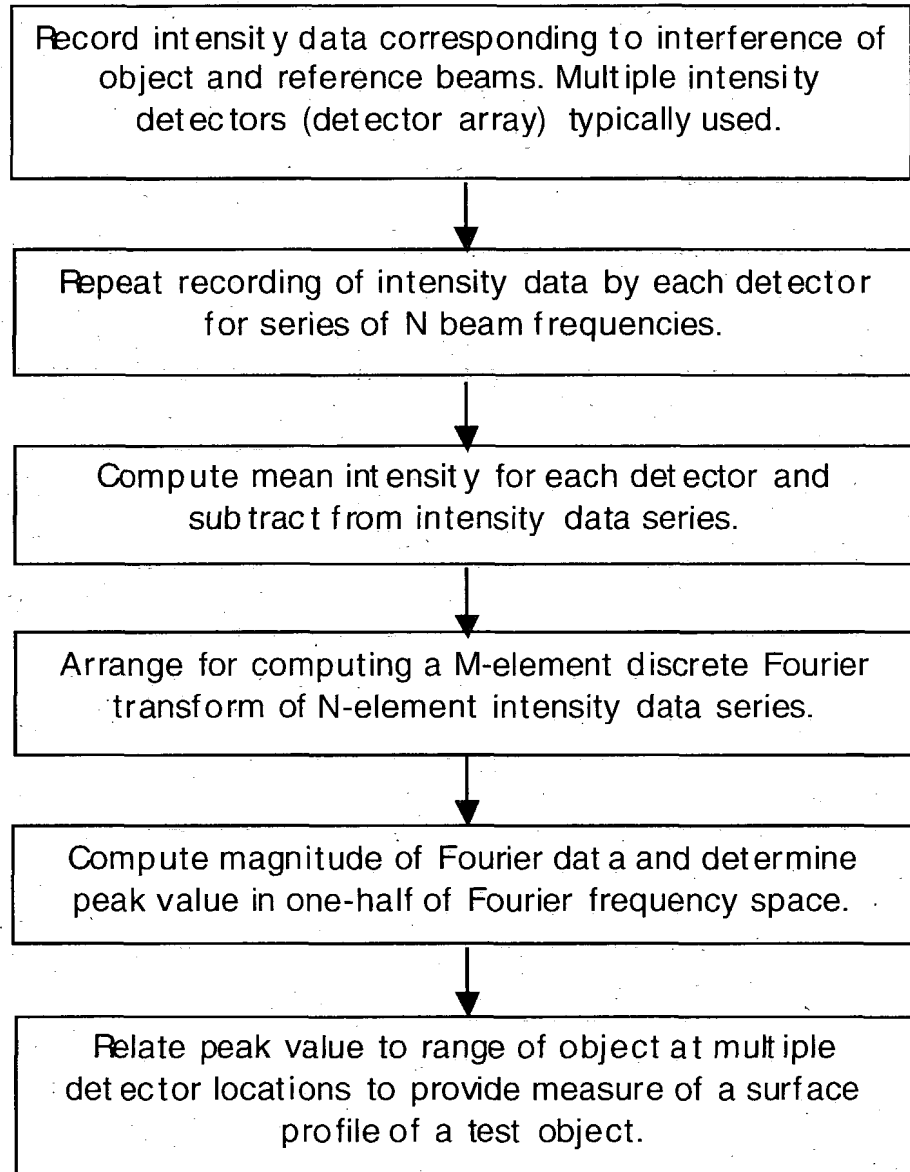 Record intensity data corresponding to interference of
object and reference beams. Multiple intensity
detectors (detector array) typically used.
Repeat recording of intensity data by each detector
for series of N beam frequencies.
Compute mean intensity for each detector and
subtract from intensity data series.
Arrange for computing a M-element discrete Fourier
transform of N-element intensity data series.
Compute magnitude of Fourier data and determine
peak value in one-half of Fourier frequency space.
Relate peak value to range of object at multiple
detector locations to provide measure of a surface
profile of a test object.